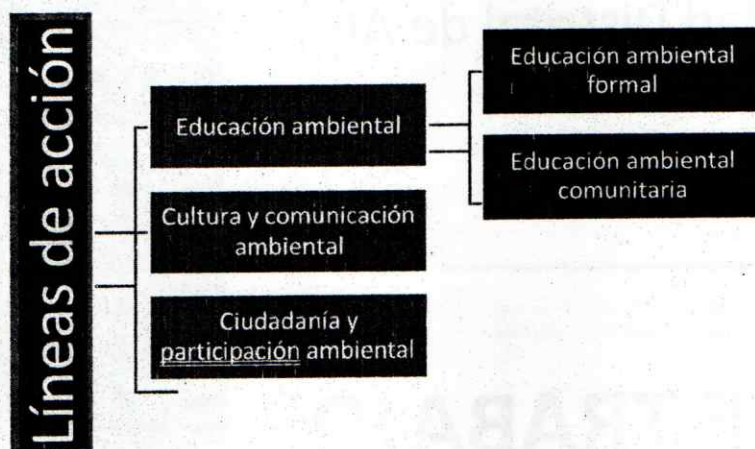 Líneas de acción
Educación ambiental
Cultura y comunicación
ambiental
Ciudadanía y
participación ambiental
Educación ambiental
formal
Educación ambiental
comunitaria